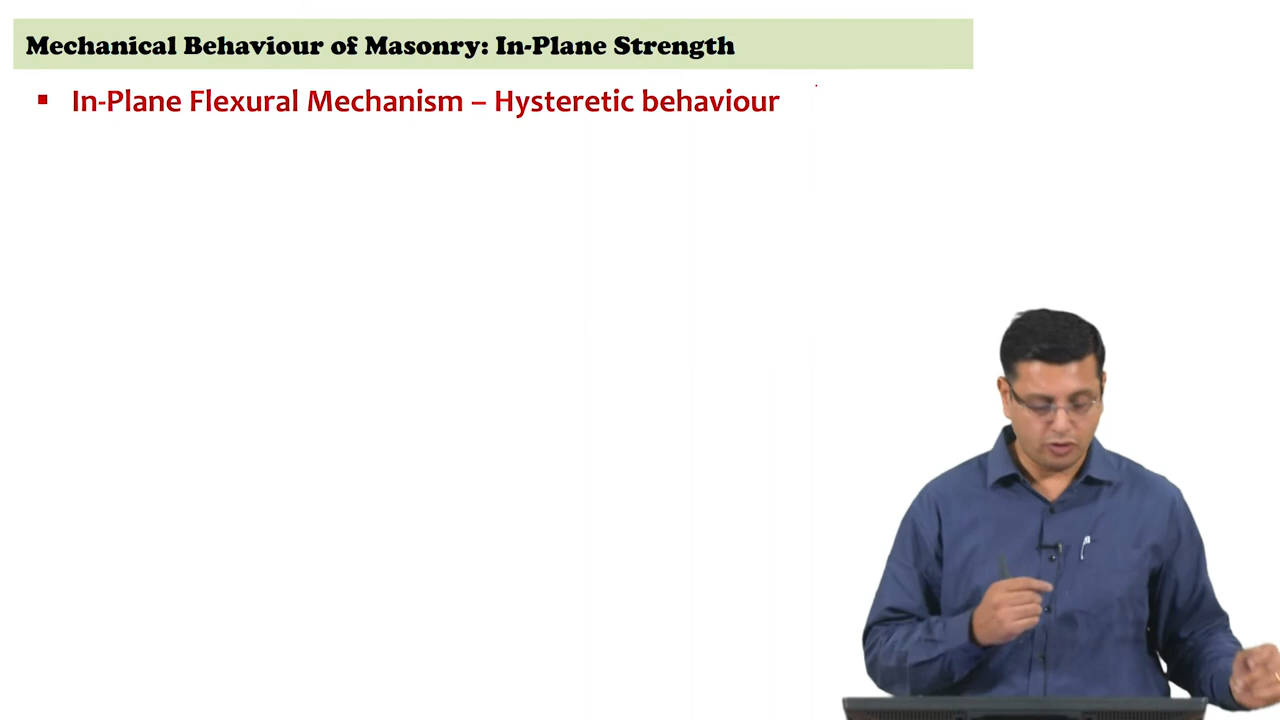 Mechanical Behaviour of Masonry: In-Plane Strength
▪ In-Plane Flexural Mechanism – Hysteretic behaviour